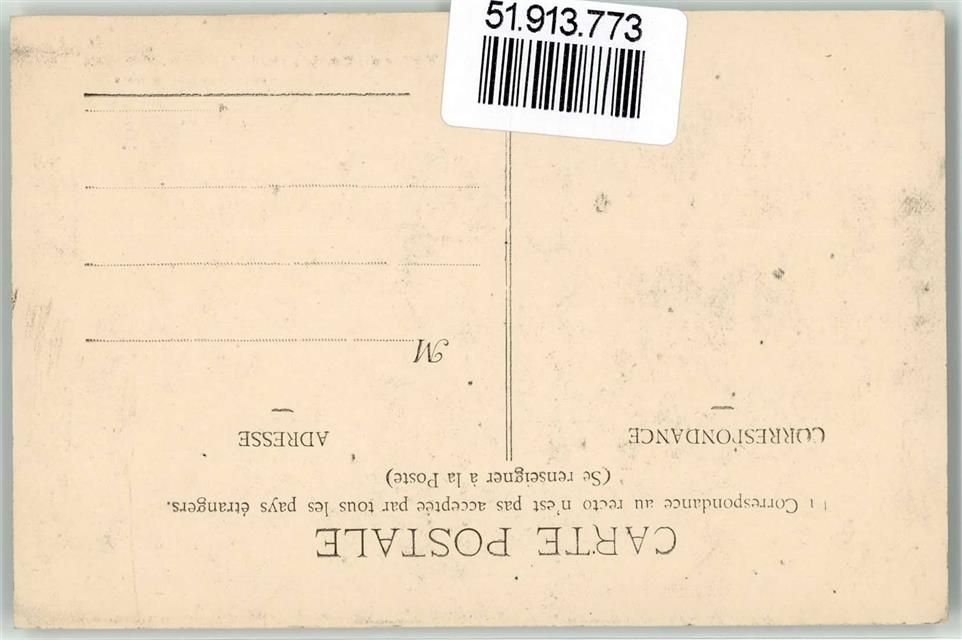 51.913.773
CARTE POSTALE
Correspondance au recto n'est pas acceptée par tous les pays étrangers.
(Se renseigner à la Poste)
CORRESPONDANCE
ADRESSE
M